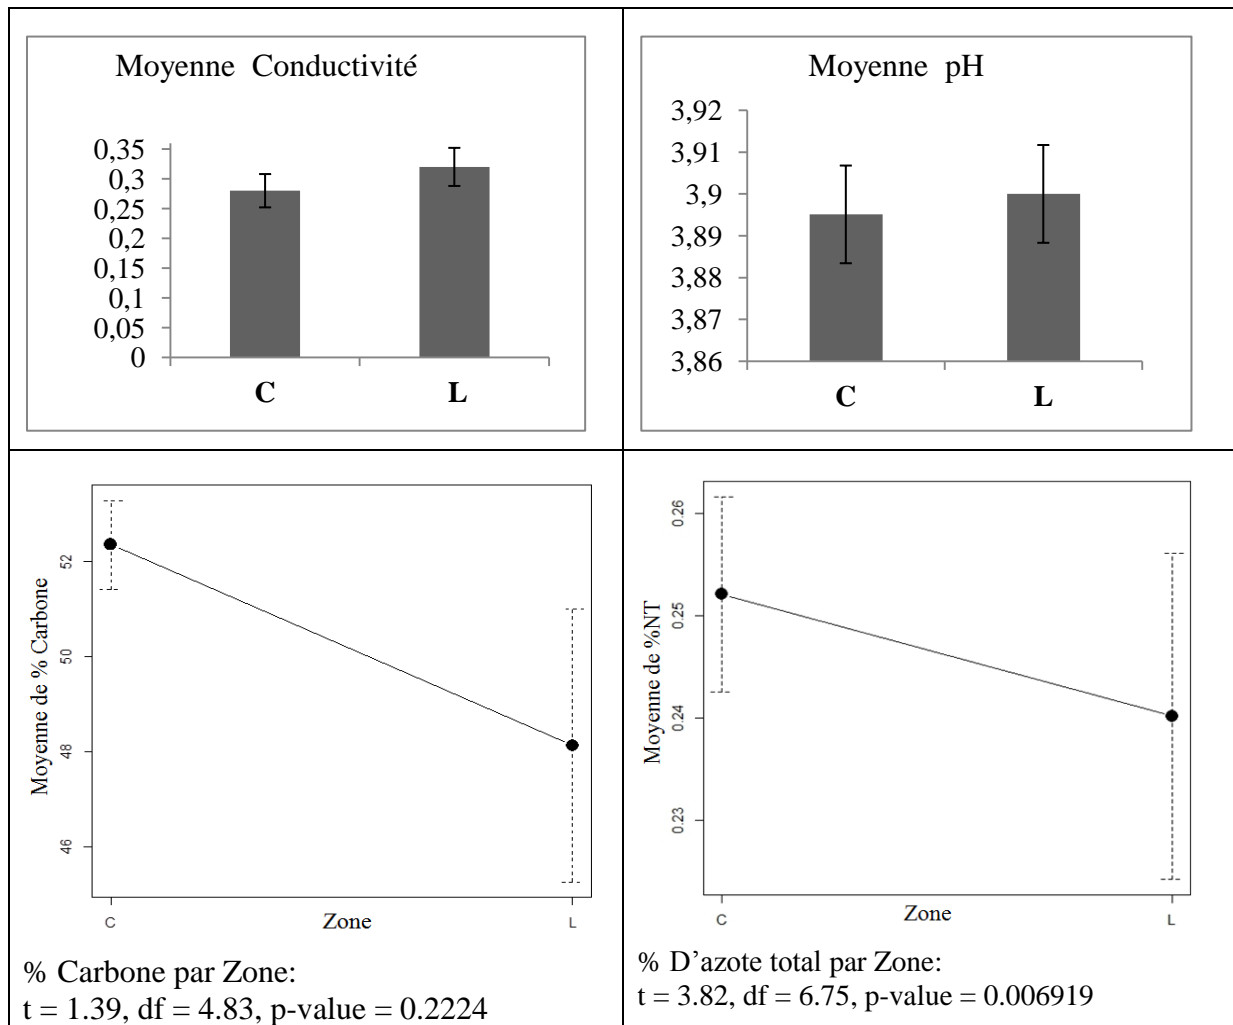 Moyenne Conductivité
0,35
0,3
0,25
0,2
0,15
0,1
0,05
0
C L
Moyenne pH
3,92
3,91
3,9
3,89
3,88
3,87
3,86
C L
Moyenne de % Carbone
52
50
48
46
C Zone L
% Carbone par Zone:
t = 1.39, df = 4.83, p-value = 0.2224
Moyenne de %NT
0.26
0.25
0.24
0.23
C Zone L
% D’azote total par Zone:
t = 3.82, df = 6.75, p-value = 0.006919